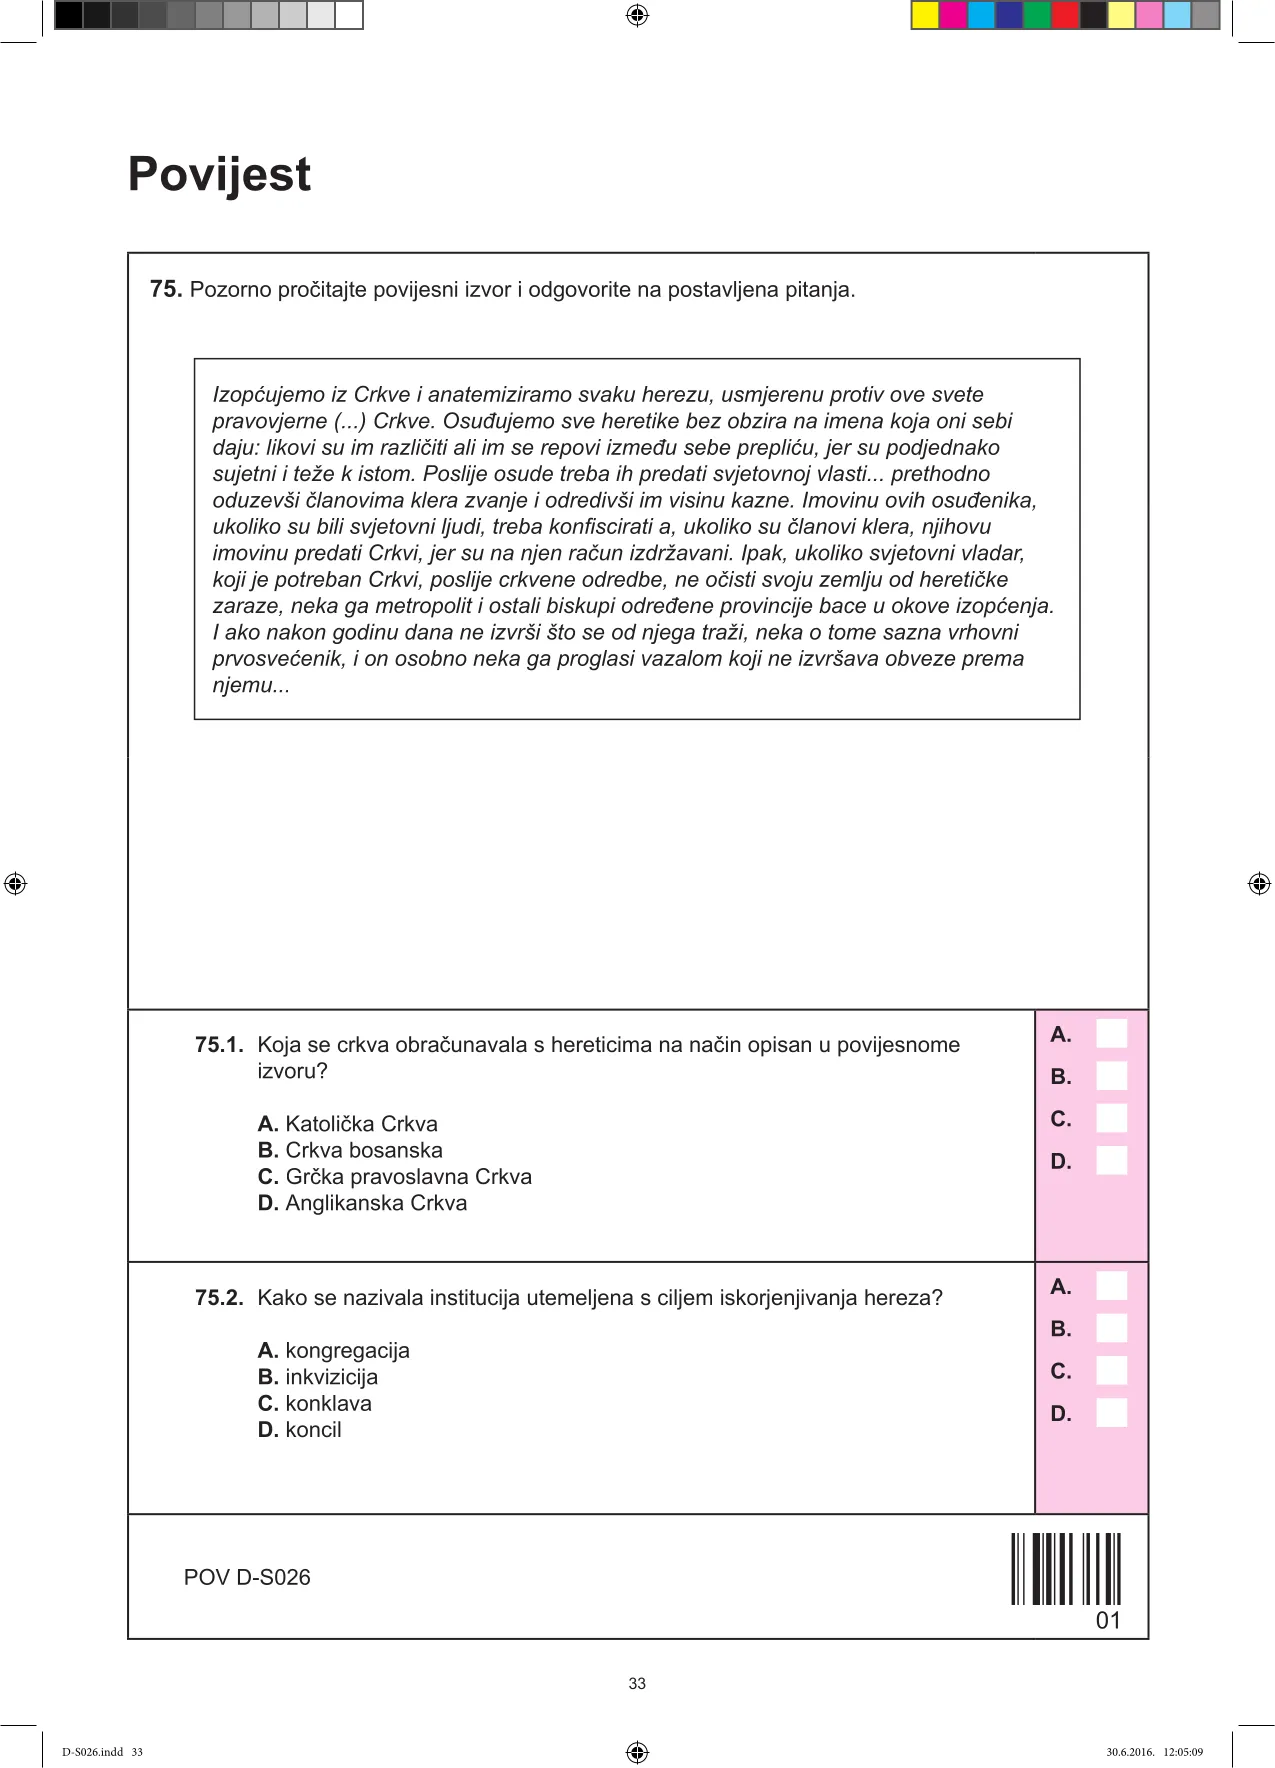 Povijest
75. Pozorno pročitajte povijesni izvor i odgovorite na postavljena pitanja.
Izopćujemo iz Crkve i anatemiziramo svaku herezu, usmjerenu protiv ove svete
pravovjerne (...) Crkve. Osuđujemo sve heretike bez obzira na imena koja oni sebi
daju: likovi su im različiti ali im se repovi između sebe prepliću, jer su podjednako
sujetni i teže k istom. Poslije osude treba ih predati svjetovnoj vlasti... prethodno
oduzevši članovima klera zvanje i odredivši im visinu kazne. Imovinu ovih osuđenika,
ukoliko su bili svjetovni ljudi, treba konfiscirati a, ukoliko su članovi klera, njihovu
imovinu predati Crkvi, jer su na njen račun izdržavani. Ipak, ukoliko svjetovni vladar,
koji je potreban Crkvi, poslije crkvene odredbe, ne očisti svoju zemlju od heretičke
zaraze, neka ga metropolit i ostali biskupi određene provincije bace u okove izopćenja.
I ako nakon godinu dana ne izvrši što se od njega traži, neka o tome sazna vrhovni
prvosvećenik, i on osobno neka ga proglasi vazalom koji ne izvršava obveze prema
njemu...
75.1. Koja se crkva obračunavala s hereticima na način opisan u povijesnome
izvoru?
A. Katolička Crkva
B. Crkva bosanska
C. Grčka pravoslavna Crkva
D. Anglikanska Crkva
A.
B.
C.
D.
75.2. Kako se nazivala institucija utemeljena s ciljem iskorjenjivanja hereza?
A. kongregacija
B. inkvizicija
C. konklava
D. koncil
A.
B.
C.
D.
POV D-S026
01
33
D-S026.indd 33
30.6.2016. 12:05:09